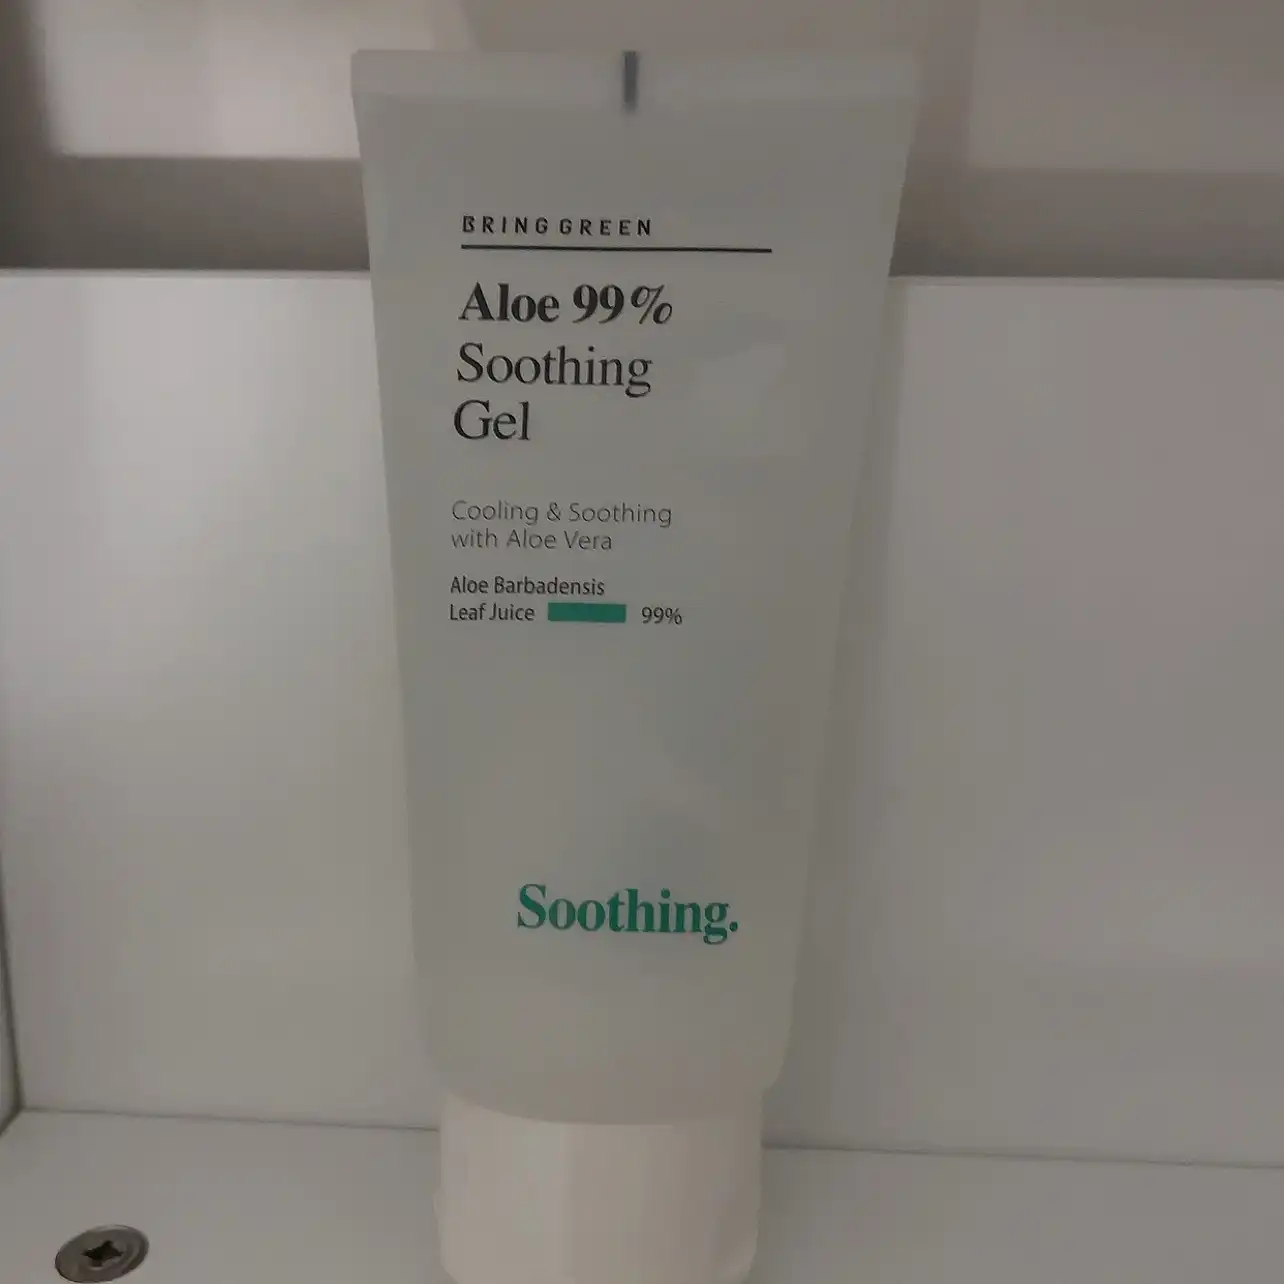 BRING GREEN
Aloe 99%
Soothing
Gel
Cooling & Soothing
with Aloe Vera
Aloe Barbadensis
Leaf Juice 99%
Soothing.